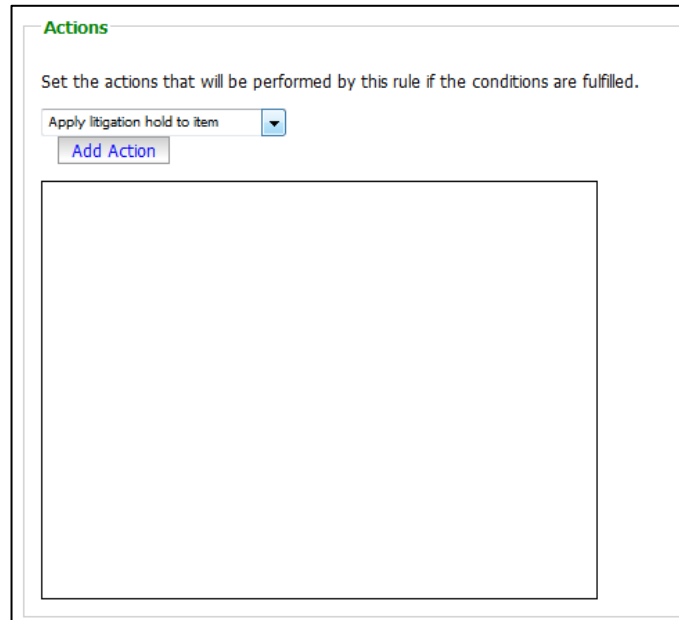 Actions
Set the actions that will be performed by this rule if the conditions are fulfilled.
Apply litigation hold to item
Add Action